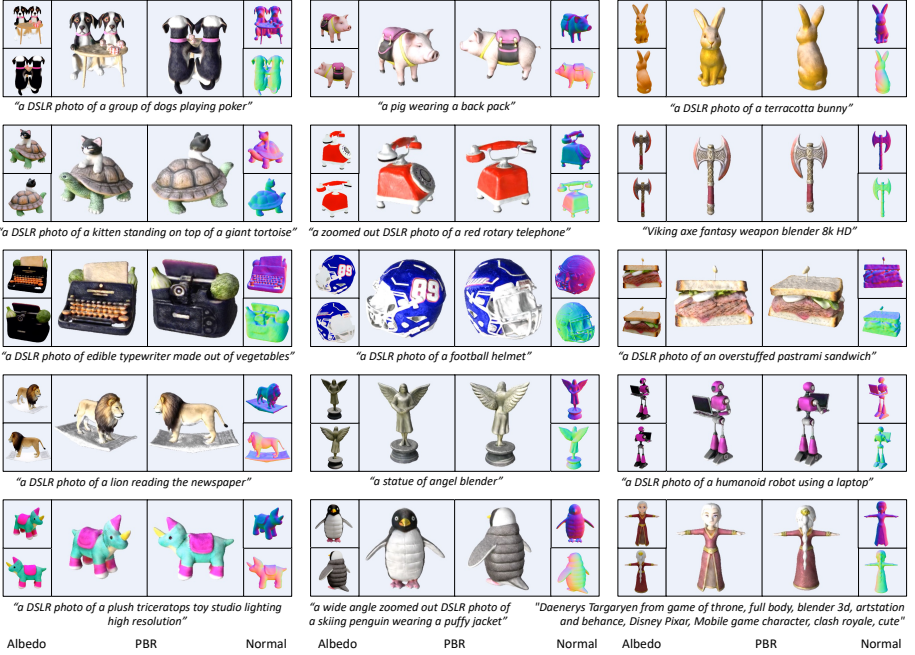 "a DSLR photo of a group of dogs playing poker"
"a pig wearing a back pack"
"a DSLR photo of a terracotta bunny"
"a DSLR photo of a kitten standing on top of a giant tortoise"
"a zoomed out DSLR photo of a red rotary telephone"
"Viking axe fantasy weapon blender 8k HD"
"a DSLR photo of edible typewriter made out of vegetables"
89
89
"a DSLR photo of a football helmet"
"a DSLR photo of an overstuffed pastrami sandwich"
"a DSLR photo of a lion reading the newspaper"
"a statue of angel blender"
"a DSLR photo of a humanoid robot using a laptop"
"a DSLR photo of a plush triceratops toy studio lighting
high resolution"
"a wide angle zoomed out DSLR photo of
a skiing penguin wearing a puffy jacket"
"Daenerys Targaryen from game of throne, full body, blender 3d, artstation
and behance, Disney Pixar, Mobile game character, clash royale, cute"
Albedo PBR Normal Albedo PBR Normal Albedo PBR Normal